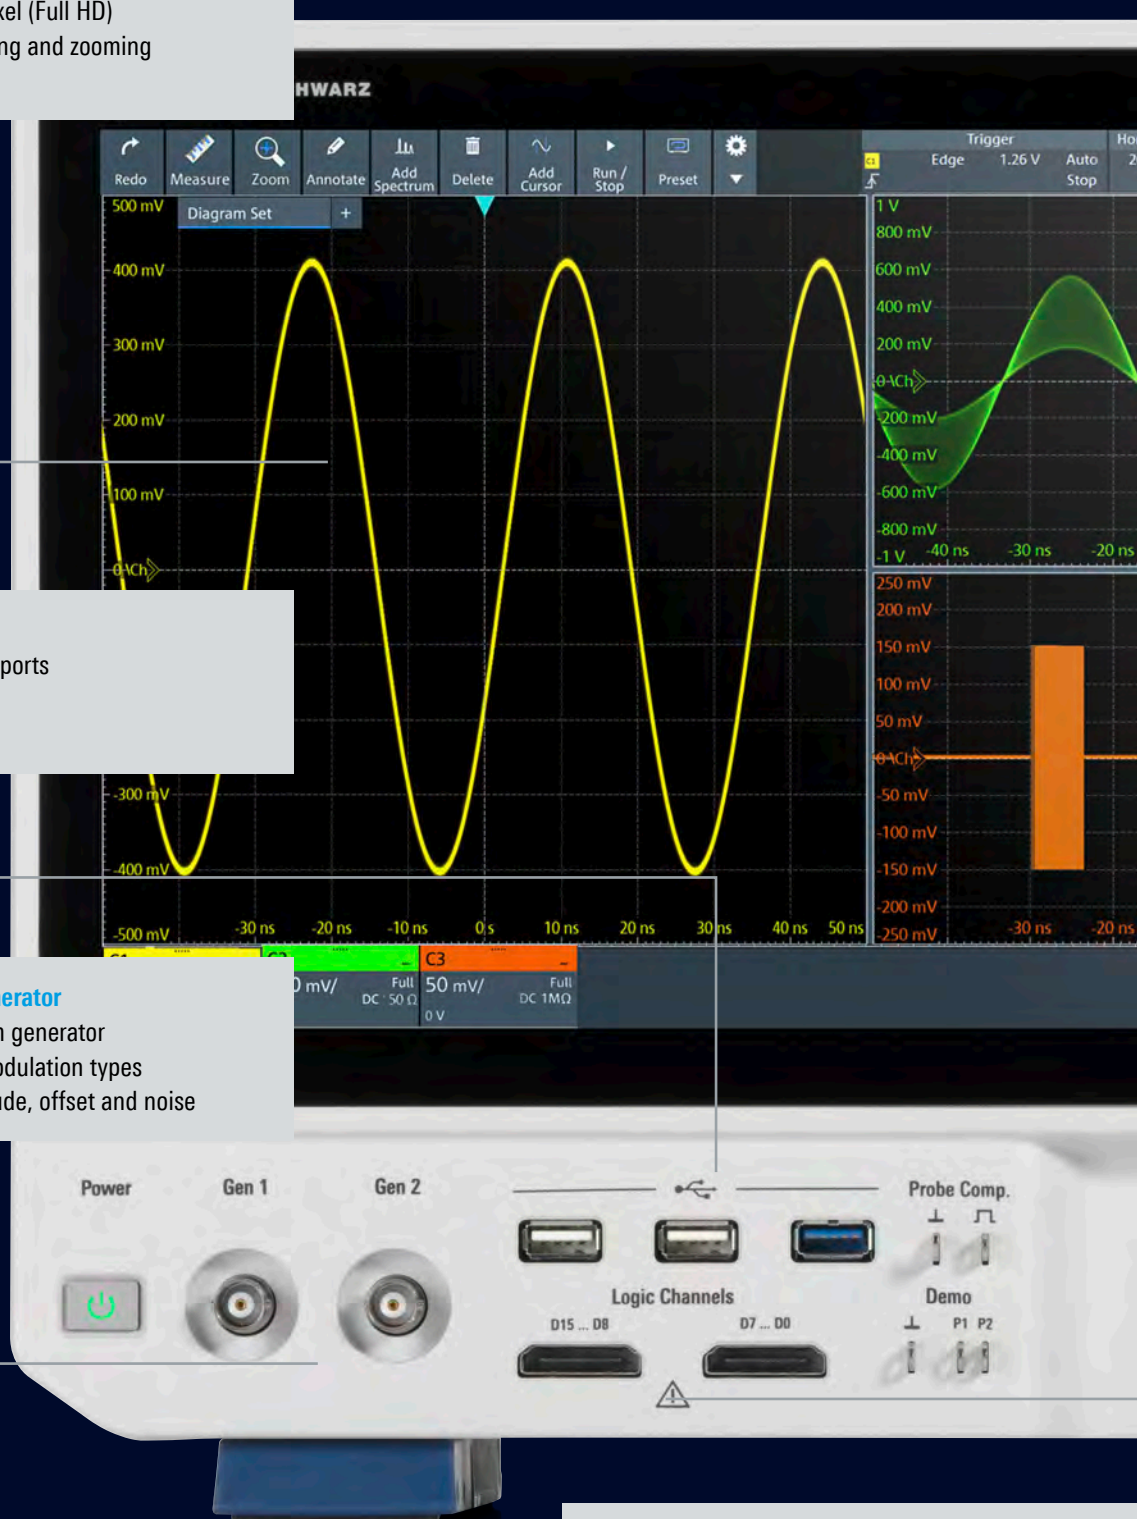 xel (Full HD)
ng and zooming
HWARZ
Redo Measure Zoom Annotate Add Spectrum Delete Add Cursor Run / Stop Preset
Trigger
C1 Edge 1.26 V Auto
Stop
Diagram Set +
500 mV
400 mV
300 mV
200 mV
100 mV
-300 mV
-400 mV
-500 mV
-30 ns -20 ns -10 ns 0 s 10 ns 20 ns 30 ns 40 ns 50 ns
1 V
800 mV
600 mV
400 mV
200 mV
-200 mV
-400 mV
-600 mV
-800 mV
-1 V -40 ns -30 ns -20 ns
250 mV
200 mV
150 mV
100 mV
50 mV
-50 mV
-100 mV
-150 mV
-200 mV
-250 mV -30 ns -20 ns
ports
C3
0 mV/ Full
DC 50 Ω
50 mV/ Full
DC 1MΩ
0 V
nerator
n generator
odulation types
ude, offset and noise
Power Gen 1 Gen 2 Probe Comp.
Logic Channels Demo
D15 ... D8 D7 ... D0 P1 P2